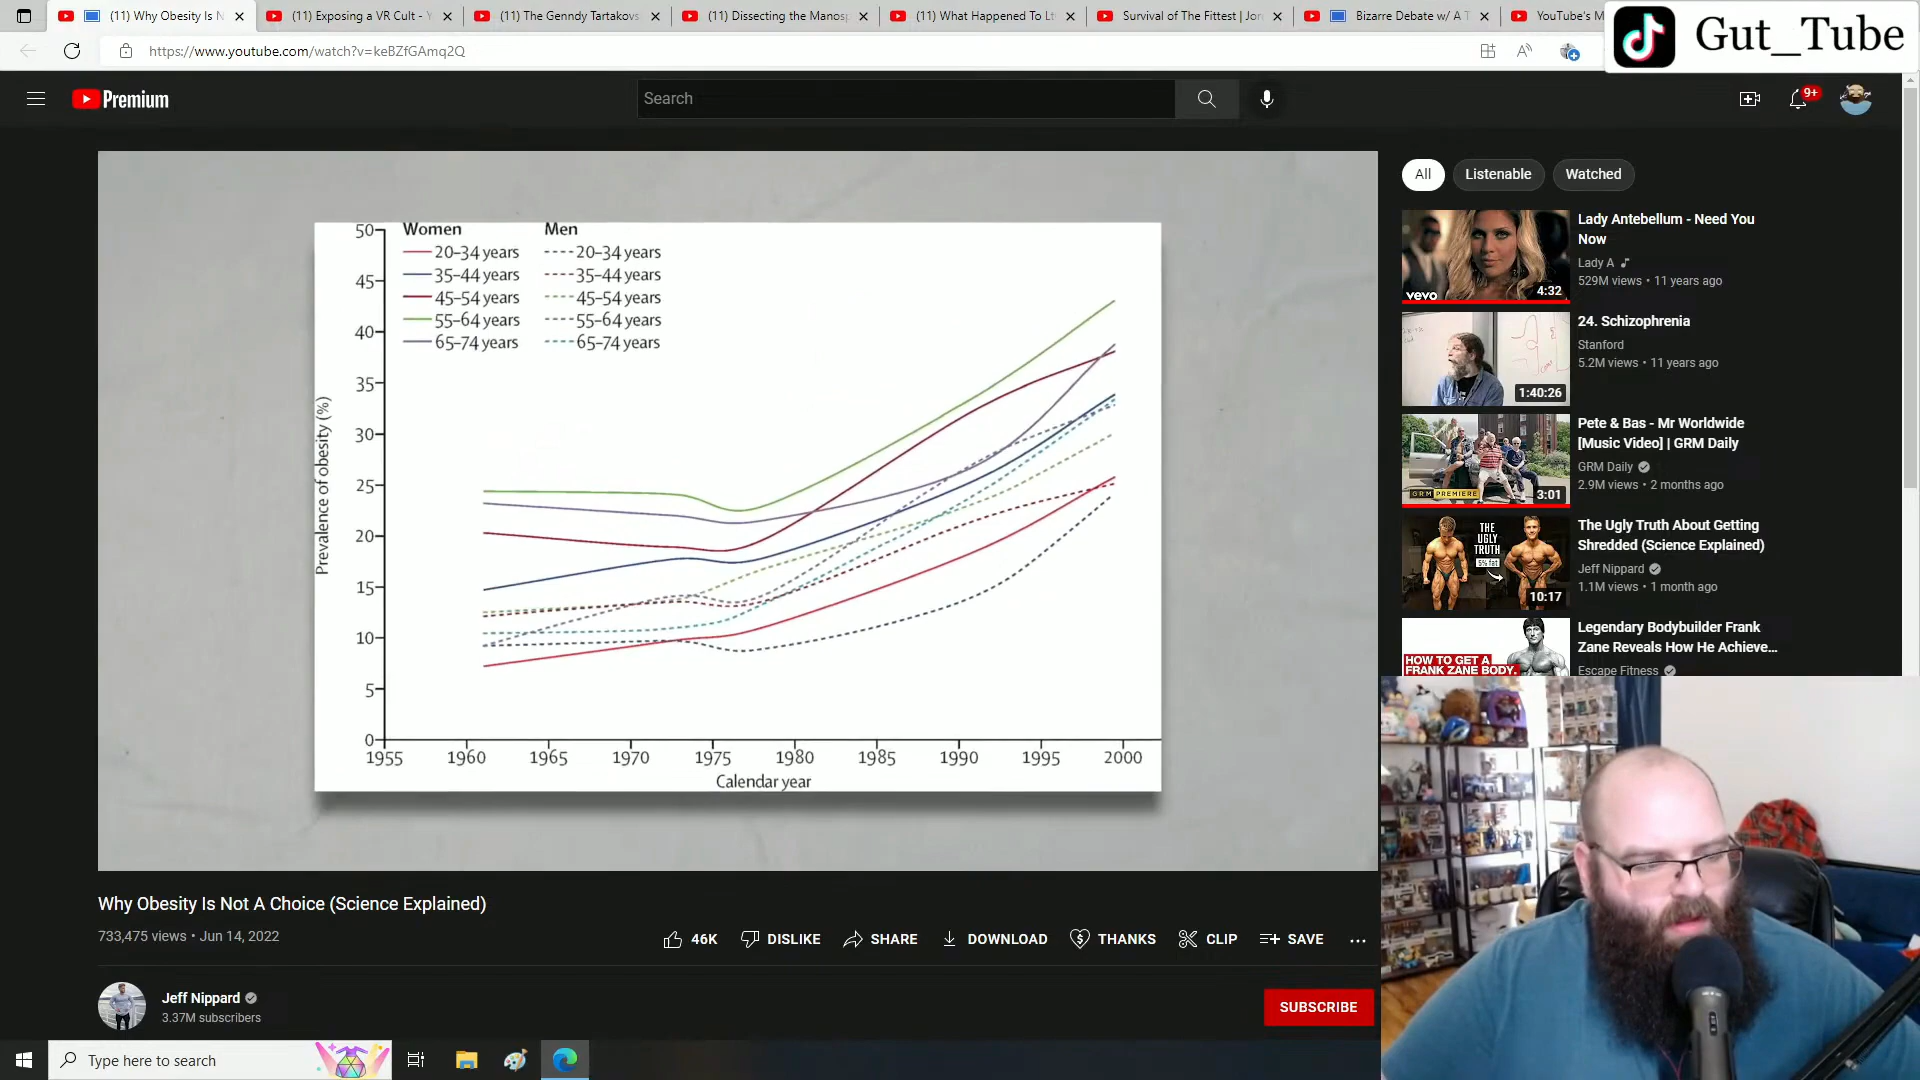 (11) Why Obesity Is N
(11) Exposing a VR Cult - Y
(11) The Genndy Tartakovs
(11) Dissecting the Manosp
(11) What Happened To Lt
Survival of The Fittest | Jor
Bizarre Debate w/ A T
YouTube's M
Gut_Tube
https://www.youtube.com/watch?v=keBZfGAmq2Q
Premium
Search
9+
All
Listenable
Watched
Women
Men
20–34 years
20–34 years
35–44 years
35–44 years
45–54 years
45–54 years
55–64 years
55–64 years
65–74 years
65–74 years
Prevalence of obesity (%)
50
45
40
35
30
25
20
15
10
5
0
1955 1960 1965 1970 1975 1980 1985 1990 1995 2000
Calendar year
Lady Antebellum - Need You
Now
Lady A
529M views • 11 years ago
vevo
4:32
24. Schizophrenia
Stanford
5.2M views • 11 years ago
1:40:26
Pete & Bas - Mr Worldwide
[Music Video] | GRM Daily
GRM Daily
2.9M views • 2 months ago
GRM PREMIERE
3:01
The Ugly Truth About Getting
Shredded (Science Explained)
Jeff Nippard
1.1M views • 1 month ago
THE
UGLY
TRUTH
5% fat
10:17
Legendary Bodybuilder Frank
Zane Reveals How He Achieve...
Escape Fitness
HOW TO GET A
FRANK ZANE BODY.
Why Obesity Is Not A Choice (Science Explained)
733,475 views • Jun 14, 2022
46K
DISLIKE
SHARE
DOWNLOAD
THANKS
CLIP
SAVE
Jeff Nippard
3.37M subscribers
SUBSCRIBE
Type here to search